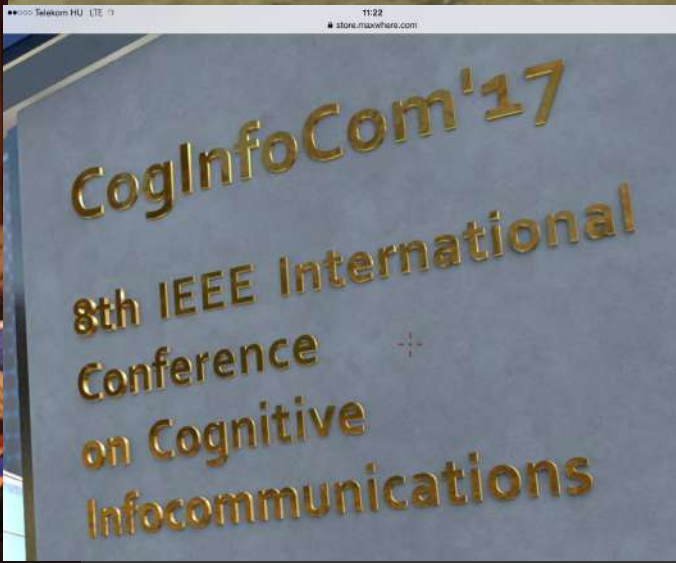 ●●○○○ Telekom HU LTE
11:22
store.maxwhere.com
CogInfoCom'17
8th IEEE International
Conference
on Cognitive
Infocommunications